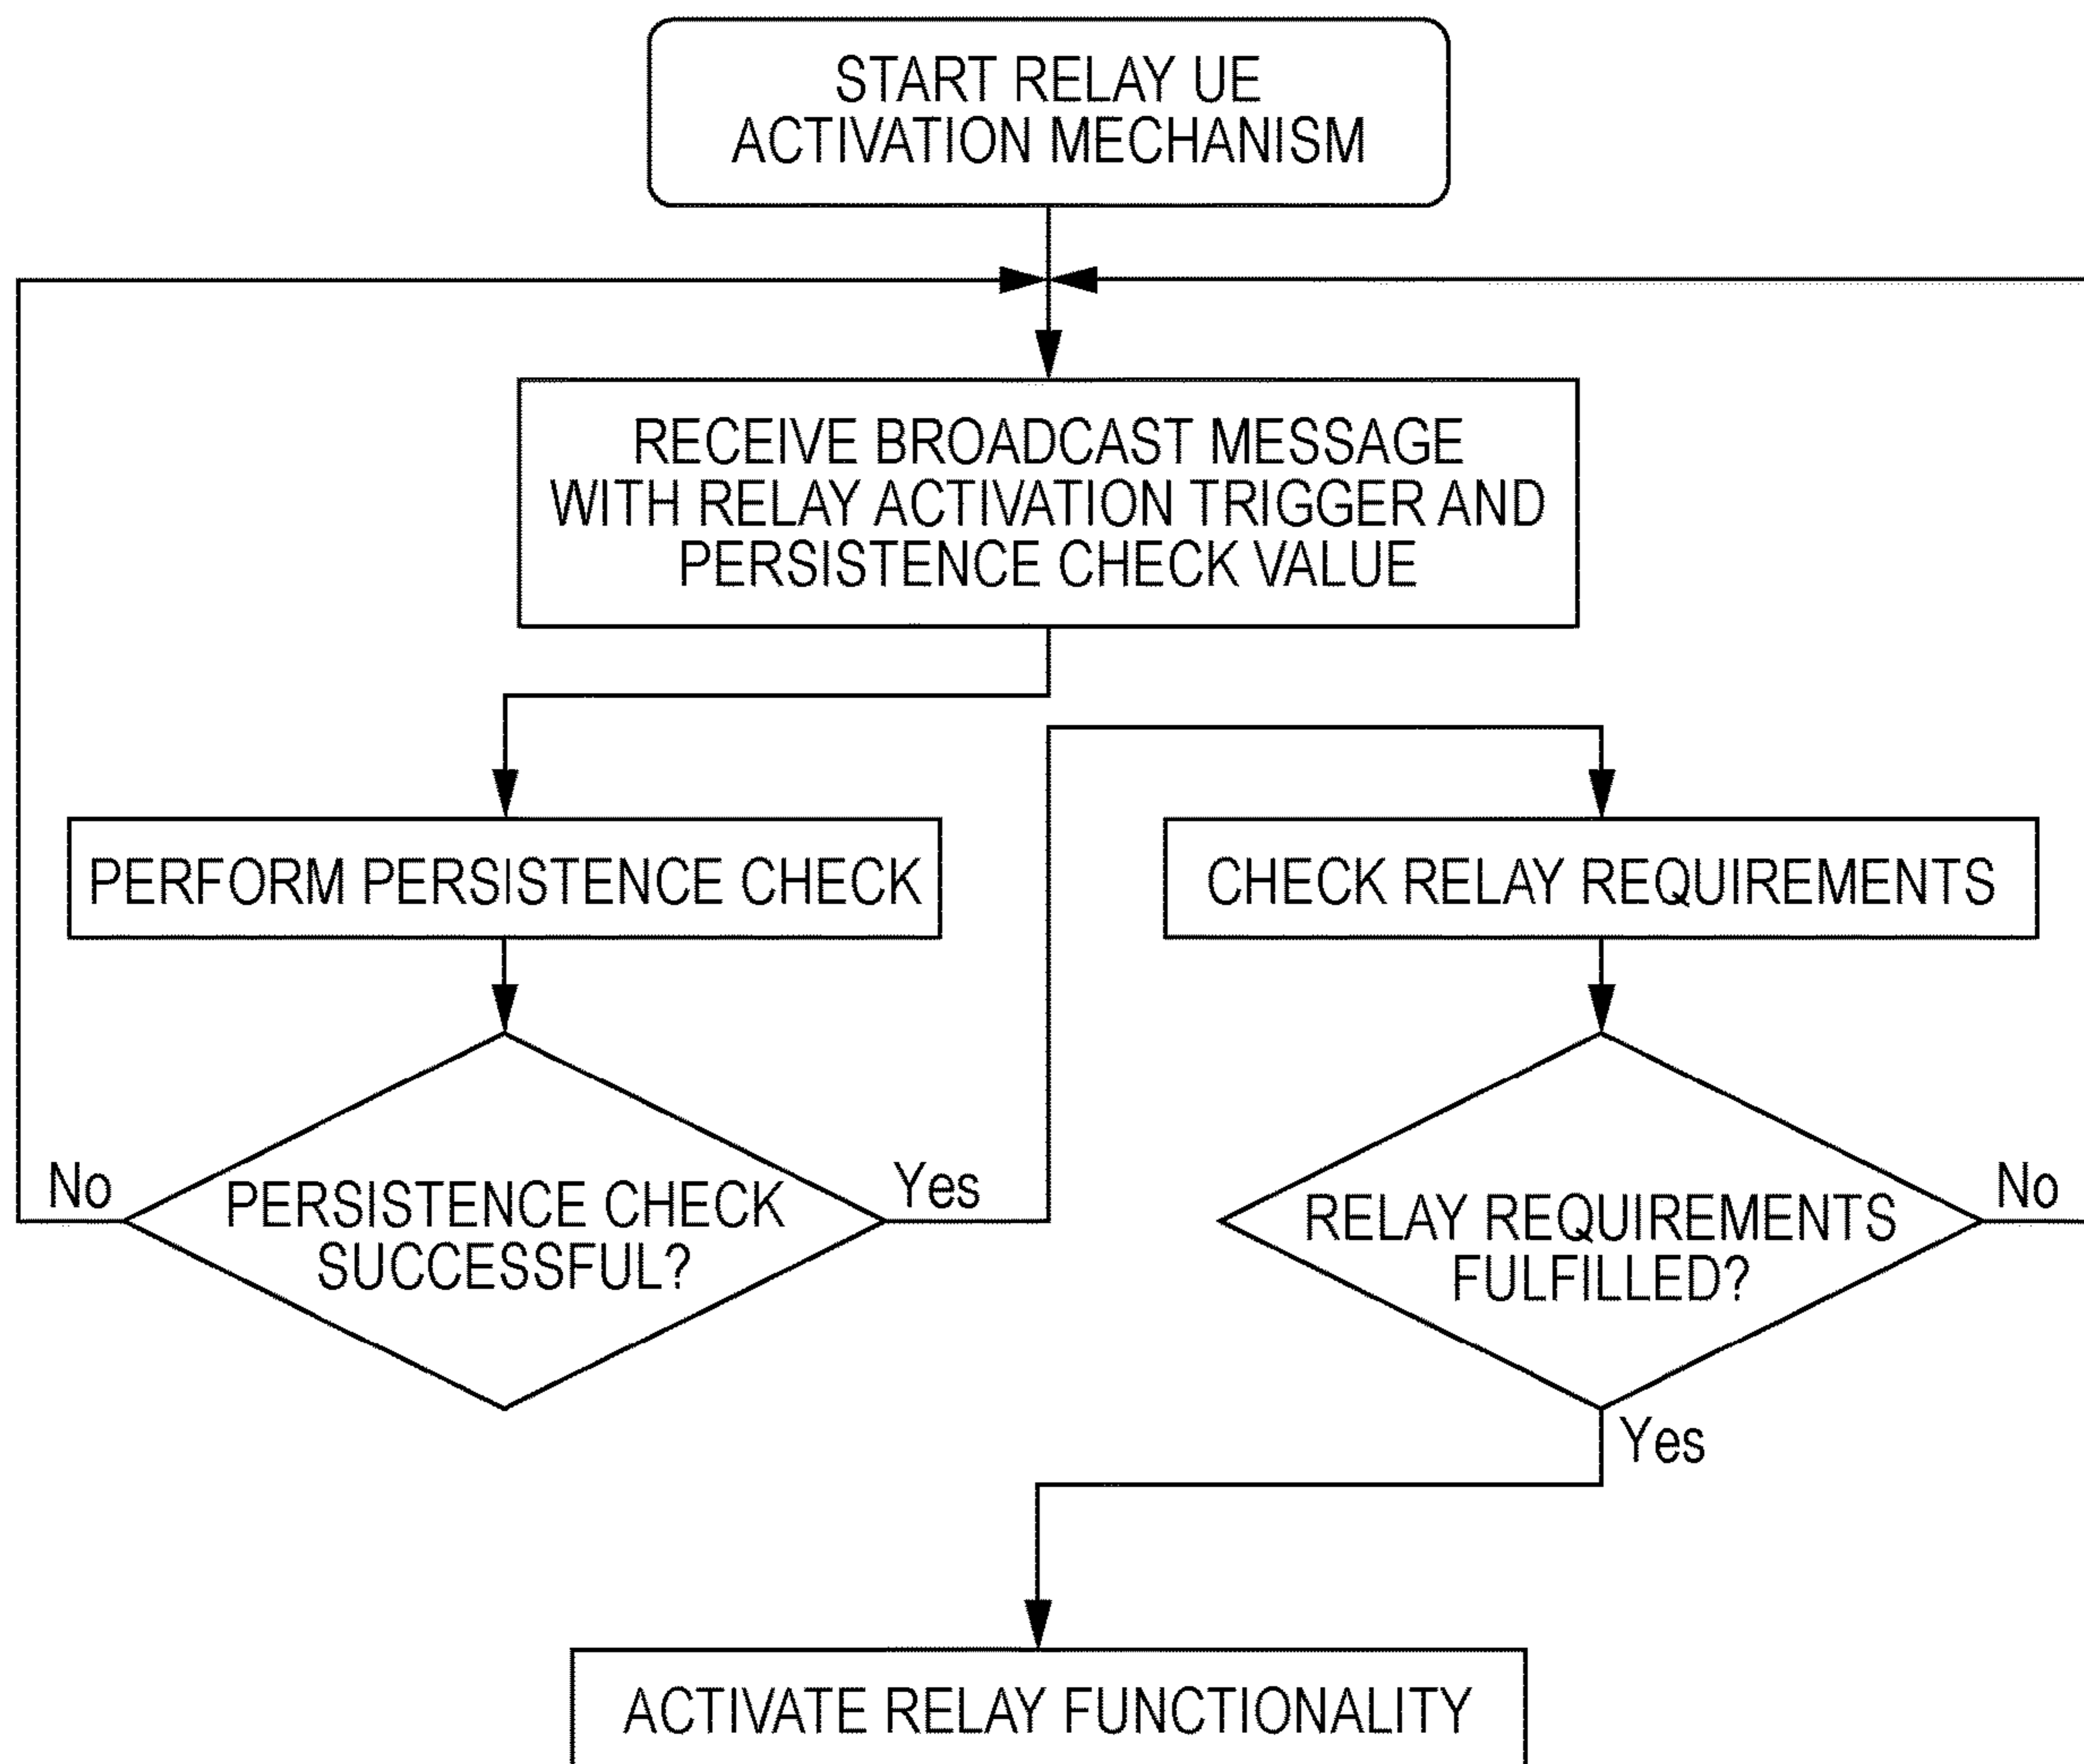 START RELAY UE
ACTIVATION MECHANISM
RECEIVE BROADCAST MESSAGE
WITH RELAY ACTIVATION TRIGGER AND
PERSISTENCE CHECK VALUE
PERFORM PERSISTENCE CHECK
CHECK RELAY REQUIREMENTS
No
PERSISTENCE CHECK
SUCCESSFUL?
Yes
RELAY REQUIREMENTS
FULFILLED?
No
Yes
ACTIVATE RELAY FUNCTIONALITY